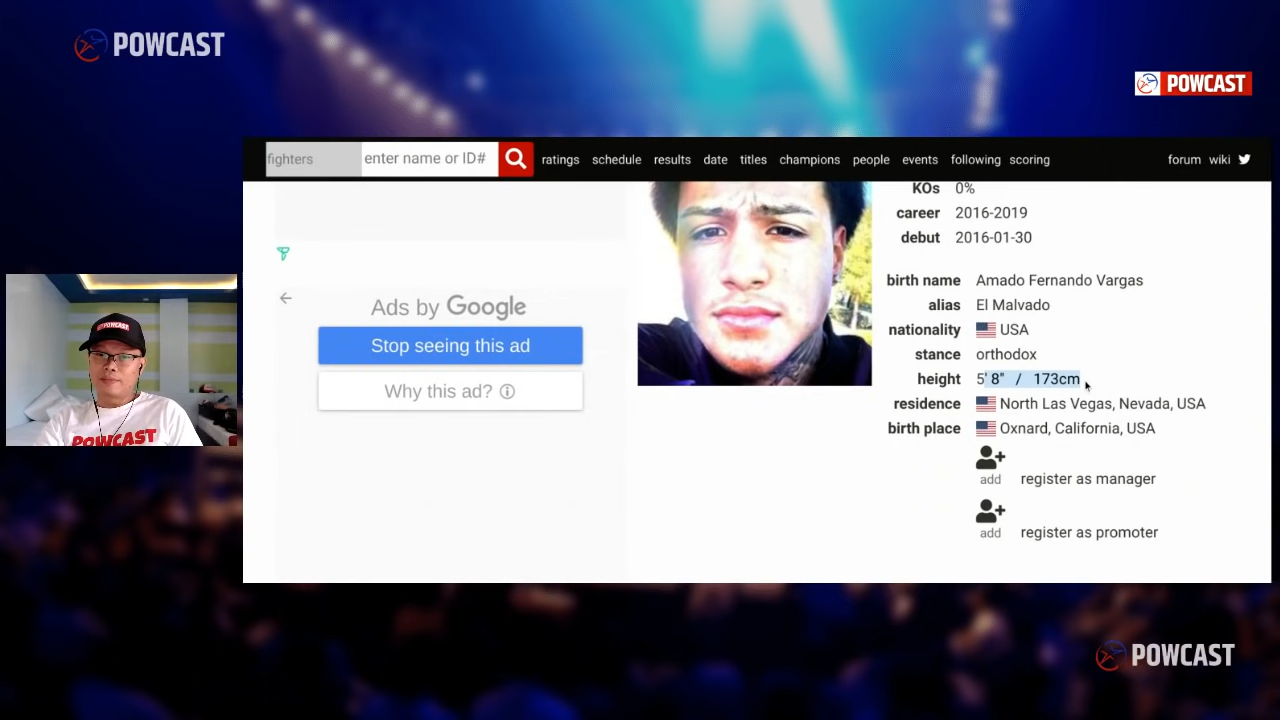 POWCAST
POWCAST
fighters
enter name or ID#
ratings schedule results date titles champions people events following scoring forum wiki
KOs 0%
career 2016-2019
debut 2016-01-30
birth name Amado Fernando Vargas
alias El Malvado
nationality USA
stance orthodox
height 5' 8" / 173cm
residence North Las Vegas, Nevada, USA
birth place Oxnard, California, USA
add register as manager
add register as promoter
Ads by Google
Stop seeing this ad
Why this ad?
POWCAST
POWCAST
POWCAST